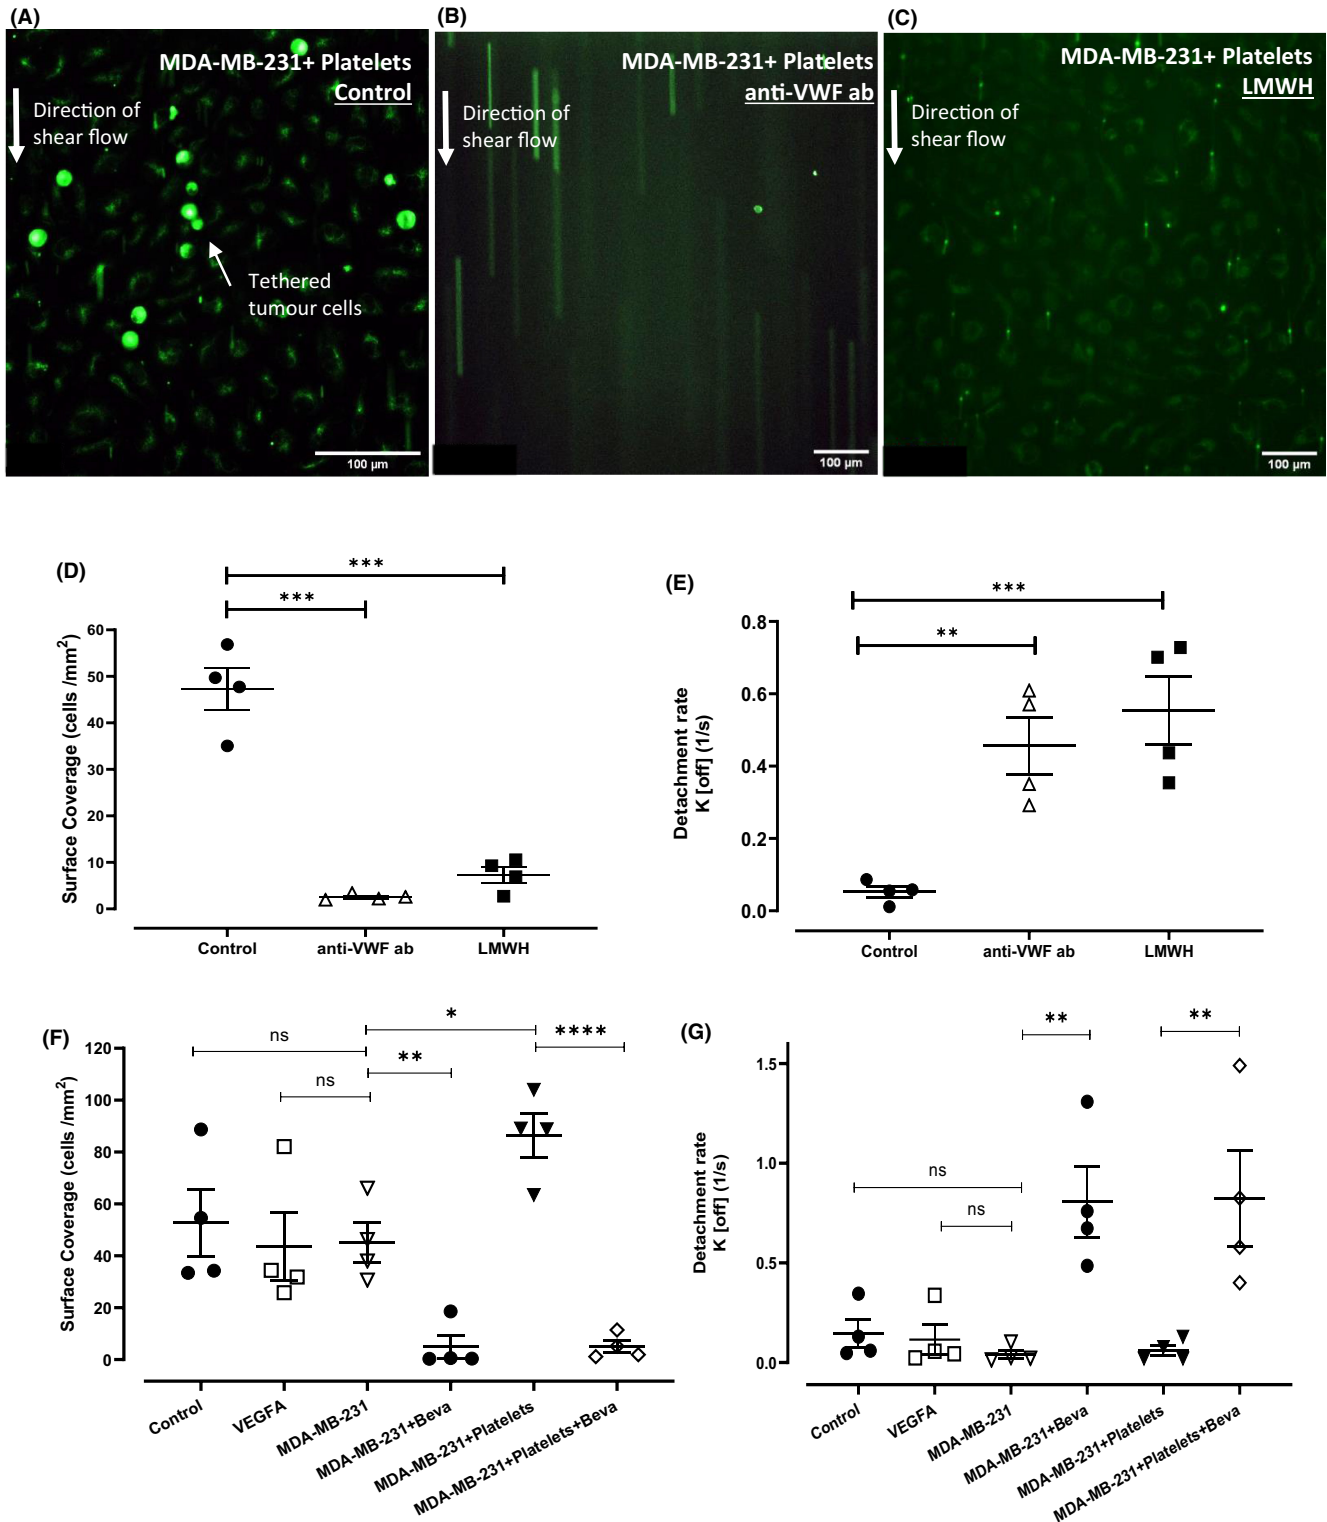 (A)
MDA-MB-231+ Platelets
Control
Direction of
shear flow
Tethered
tumour cells
100 µm
(B)
MDA-MB-231+ Platelets
anti-VWF ab
Direction of
shear flow
100 µm
(C)
MDA-MB-231+ Platelets
LMWH
Direction of
shear flow
100 µm
(D)
***
***
Surface Coverage (cells /mm²)
60
50
40
30
20
10
0
Control
anti-VWF ab
LMWH
(E)
***
**
Detachment rate
K [off] (1/s)
0.8
0.6
0.4
0.2
0.0
Control
anti-VWF ab
LMWH
(F)
*
****
ns
**
ns
Surface Coverage (cells /mm²)
120
100
80
60
40
20
0
Control
VEGFA
MDA-MB-231
MDA-MB-231+Beva
MDA-MB-231+Platelets
MDA-MB-231+Platelets+Beva
(G)
**
**
ns
ns
Detachment rate
K [off] (1/s)
1.5
1.0
0.5
0.0
Control
VEGFA
MDA-MB-231
MDA-MB-231+Beva
MDA-MB-231+Platelets
MDA-MB-231+Platelets+Beva